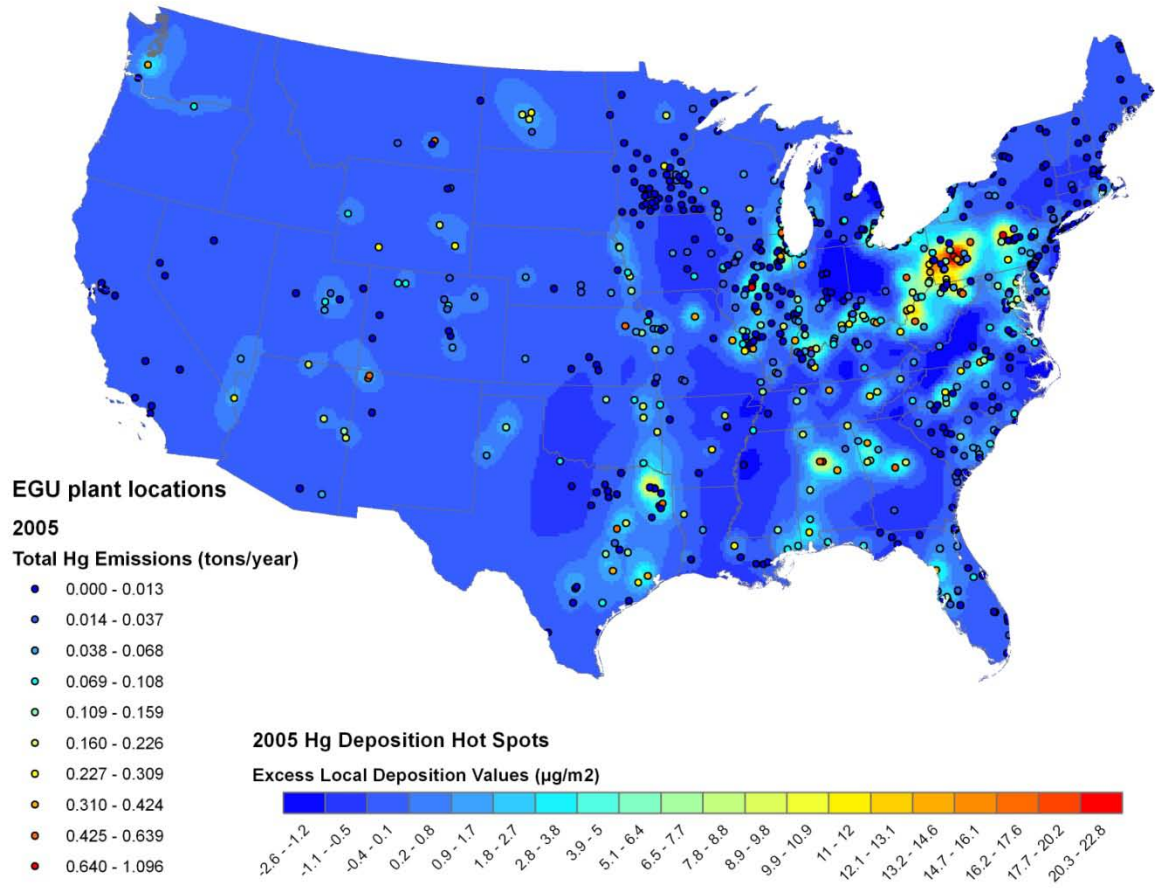 EGU plant locations
2005
Total Hg Emissions (tons/year)
0.000 - 0.013
0.014 - 0.037
0.038 - 0.068
0.069 - 0.108
0.109 - 0.159
0.160 - 0.226
0.227 - 0.309
0.310 - 0.424
0.425 - 0.639
0.640 - 1.096
2005 Hg Deposition Hot Spots
Excess Local Deposition Values (µg/m2)
-2.6 - -1.2
-1.1 - -0.5
-0.4 - 0.1
0.2 - 0.8
0.9 - 1.7
1.8 - 2.7
2.8 - 3.8
3.9 - 5
5.1 - 6.4
6.5 - 7.7
7.8 - 8.8
8.9 - 9.8
9.9 - 10.9
11 - 12
12.1 - 13.1
13.2 - 14.6
14.7 - 16.1
16.2 - 17.6
17.7 - 20.2
20.3 - 22.8